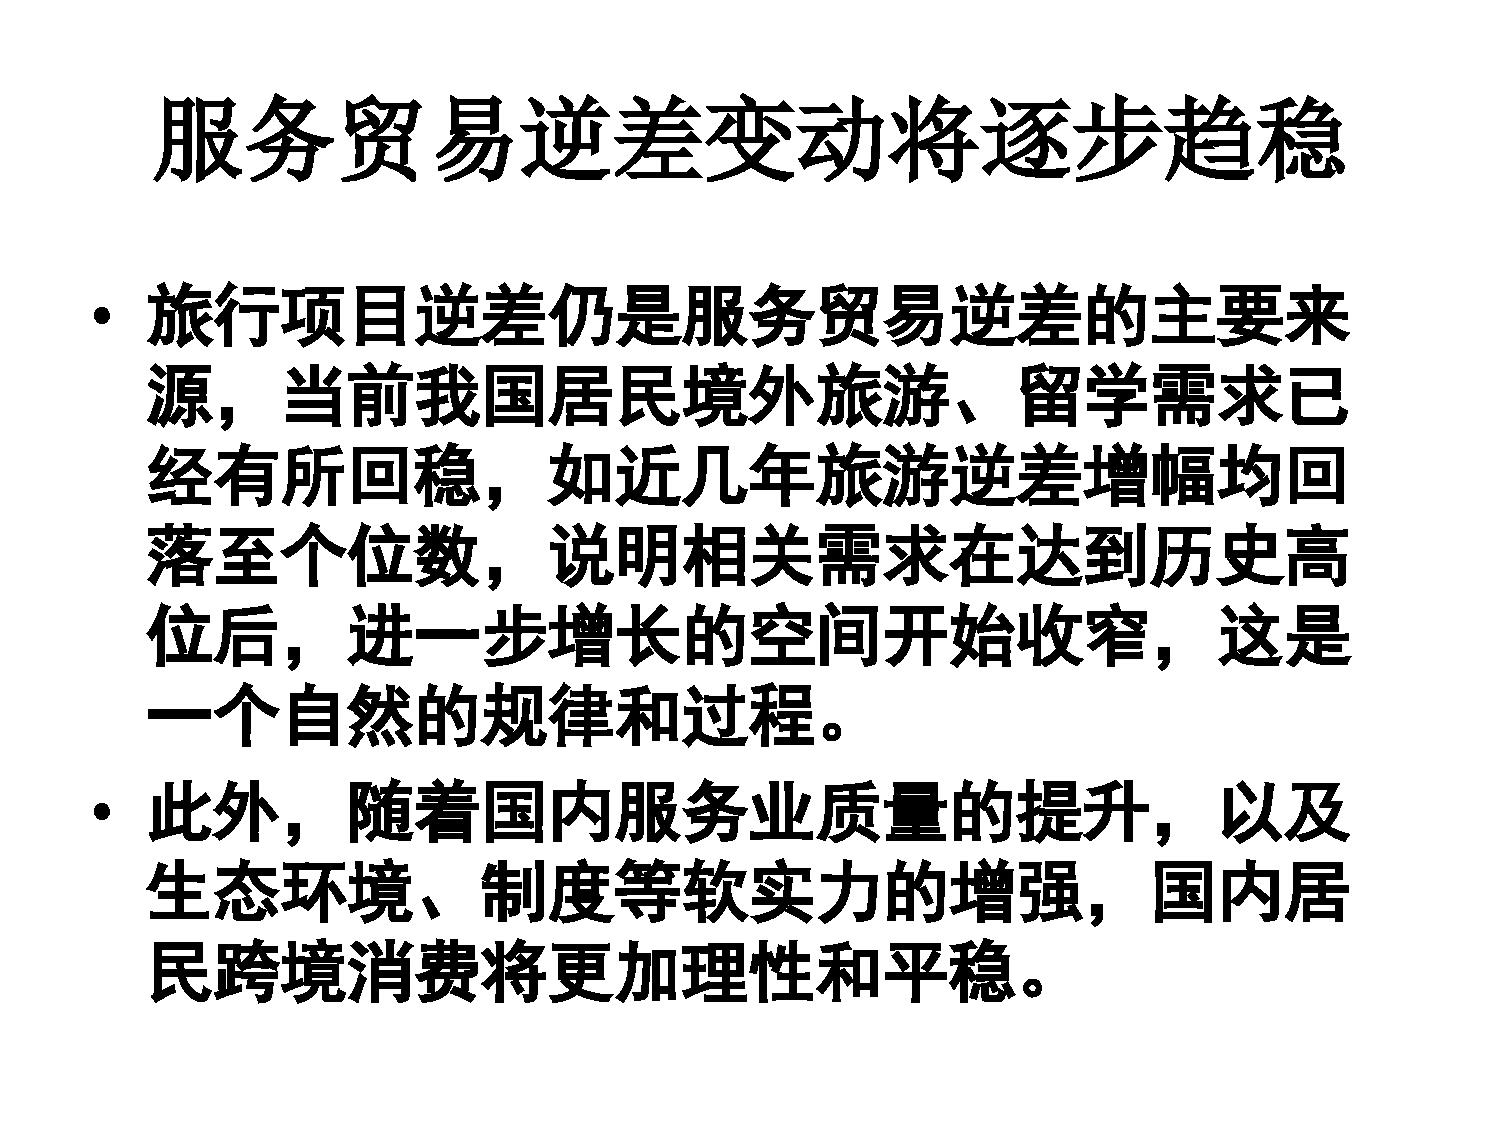 服务贸易逆差变动将逐步趋稳
• 旅行项目逆差仍是服务贸易逆差的主要来
源，当前我国居民境外旅游、留学需求已
经有所回稳，如近几年旅游逆差增幅均回
落至个位数，说明相关需求在达到历史高
位后，进一步增长的空间开始收窄，这是
一个自然的规律和过程。
• 此外，随着国内服务业质量的提升，以及
生态环境、制度等软实力的增强，国内居
民跨境消费将更加理性和平稳。